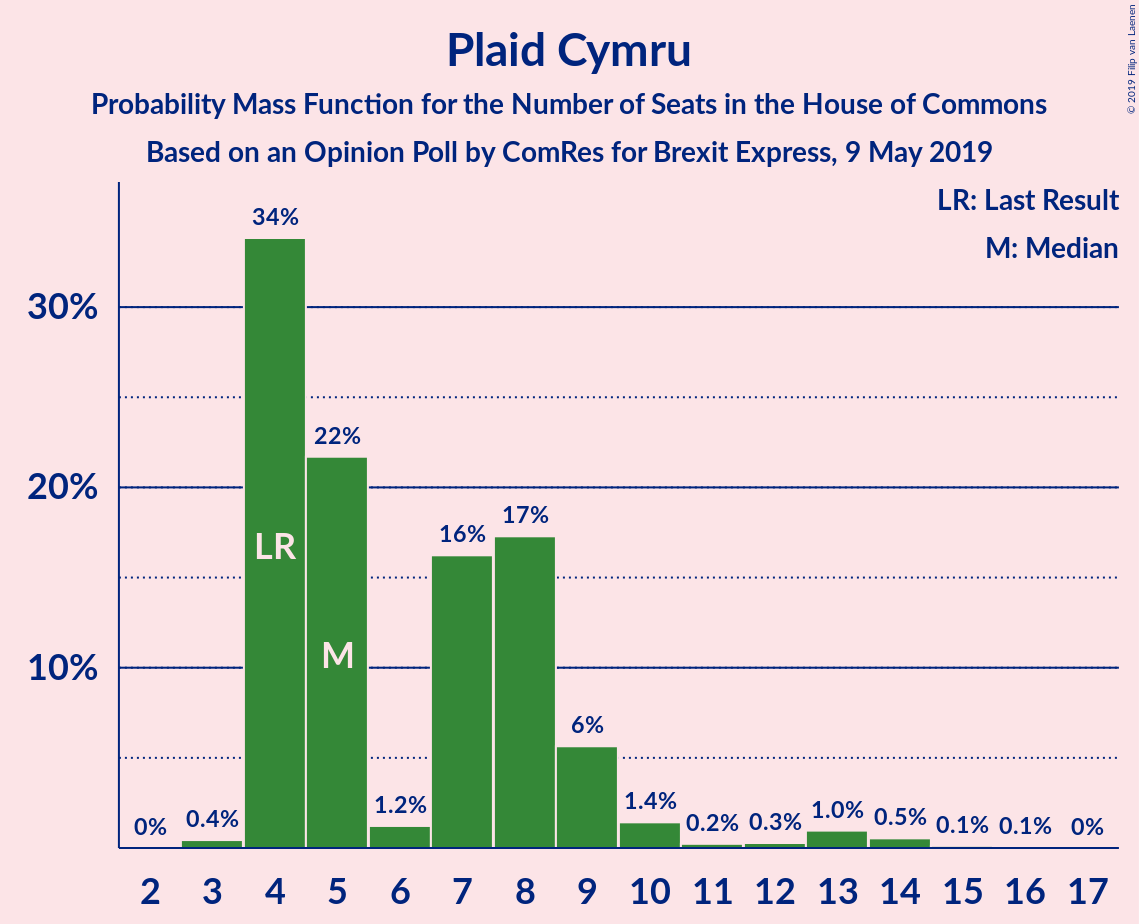 Plaid Cymru
Probability Mass Function for the Number of Seats in the House of Commons
Based on an Opinion Poll by ComRes for Brexit Express, 9 May 2019
© 2019 Filip van Laenen
LR: Last Result
M: Median
30%
20%
10%
0%
0.4%
34%
22%
1.2%
16%
17%
6%
1.4%
0.2%
0.3%
1.0%
0.5%
0.1%
0.1%
0%
LR
M
2 3 4 5 6 7 8 9 10 11 12 13 14 15 16 17